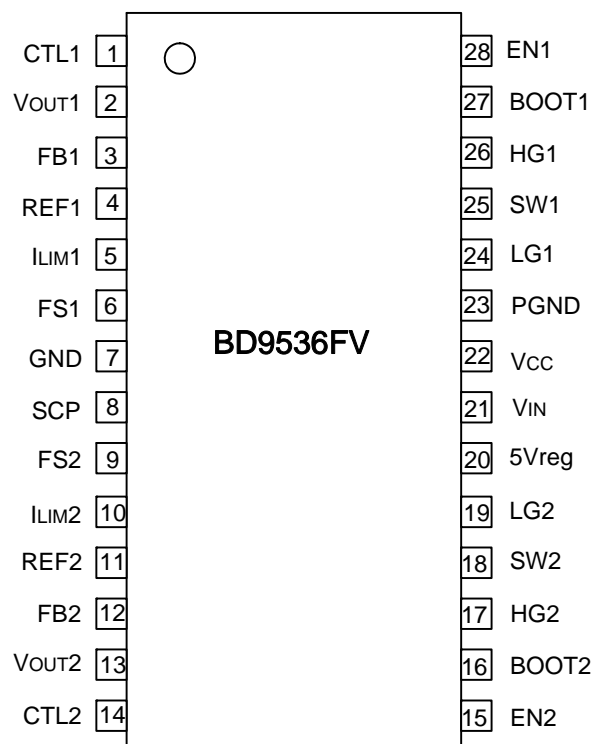 CTL1 1 28 EN1
VOUT1 2 27 BOOT1
FB1 3 26 HG1
REF1 4 25 SW1
ILIM1 5 24 LG1
FS1 6 23 PGND
BD9536FV
GND 7 22 VCC
SCP 8 21 VIN
FS2 9 20 5Vreg
ILIM2 10 19 LG2
REF2 11 18 SW2
FB2 12 17 HG2
VOUT2 13 16 BOOT2
CTL2 14 15 EN2